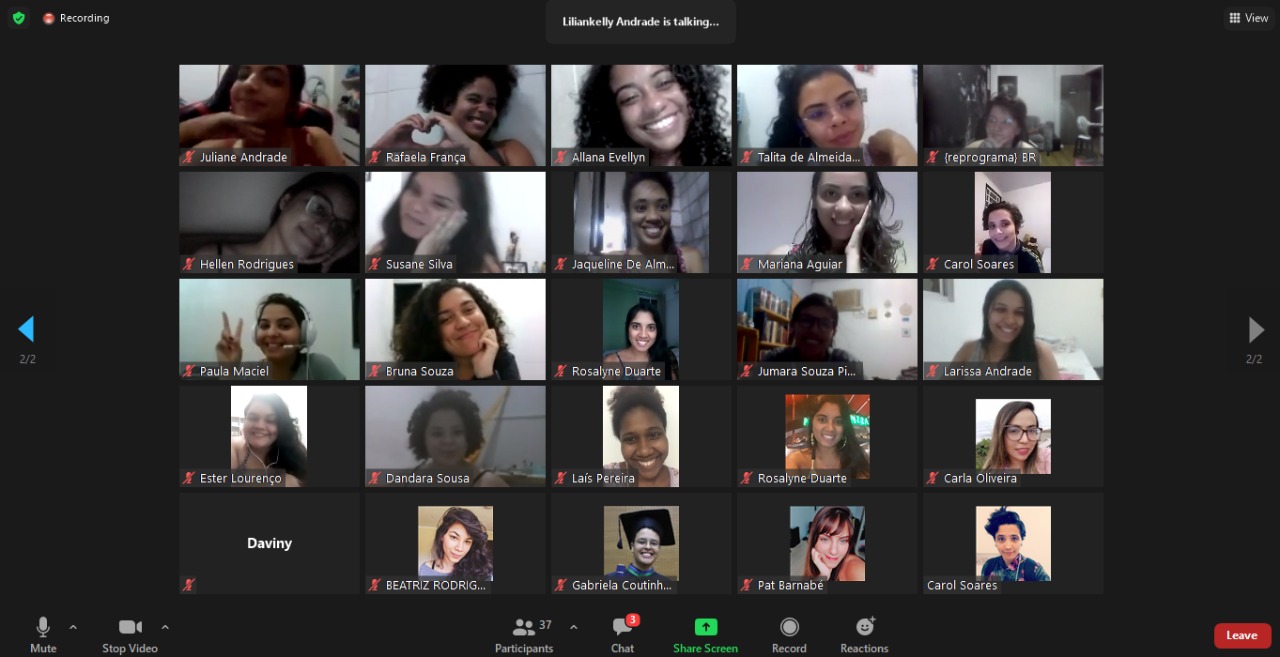 Recording
Liliankelly Andrade is talking...
View
Juliane Andrade
Rafaela França
Allana Evellyn
Talita de Almeida...
{reprograma} BR
Hellen Rodrigues
Susane Silva
Jaqueline De Alm...
Mariana Aguiar
Carol Soares
Paula Maciel
Bruna Souza
Rosalyne Duarte
Jumara Souza Pi...
Larissa Andrade
2/2
2/2
Ester Lourenço
Dandara Sousa
Laís Pereira
Rosalyne Duarte
Carla Oliveira
Daviny
BEATRIZ RODRIG...
Gabriela Coutinh...
Pat Barnabé
Carol Soares
Mute
Stop Video
37
Participants
3
Chat
Share Screen
Record
Reactions
Leave